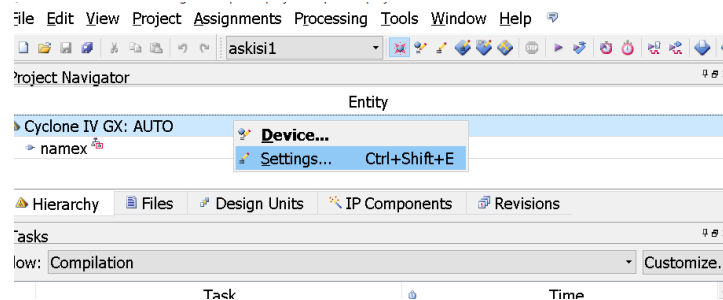 File Edit View Project Assignments Processing Tools Window Help
askisi1
Project Navigator
Entity
Cyclone IV GX: AUTO
Device...
Settings... Ctrl+Shift+E
namex
Hierarchy Files Design Units IP Components Revisions
Tasks
low: Compilation Customize.
Task Time